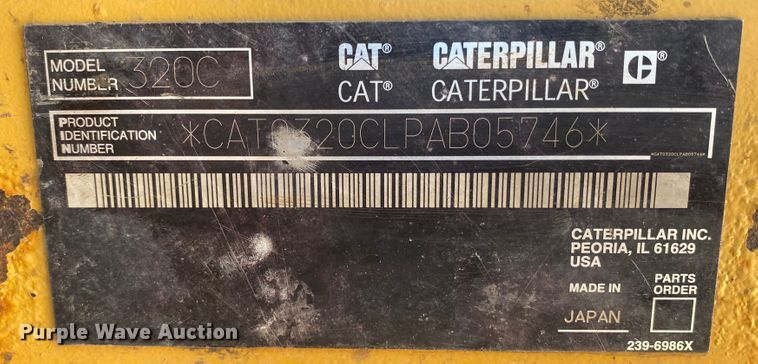 MODEL NUMBER 320C
CAT® CATERPILLAR® C®
CAT® CATERPILLAR®
PRODUCT IDENTIFICATION NUMBER *CAT0320CLPAB05746*
*CAT0320CLPAB05746*
CATERPILLAR INC.
PEORIA, IL 61629
USA
MADE IN
PARTS ORDER
JAPAN
239-6986X
Purple Wave Auction